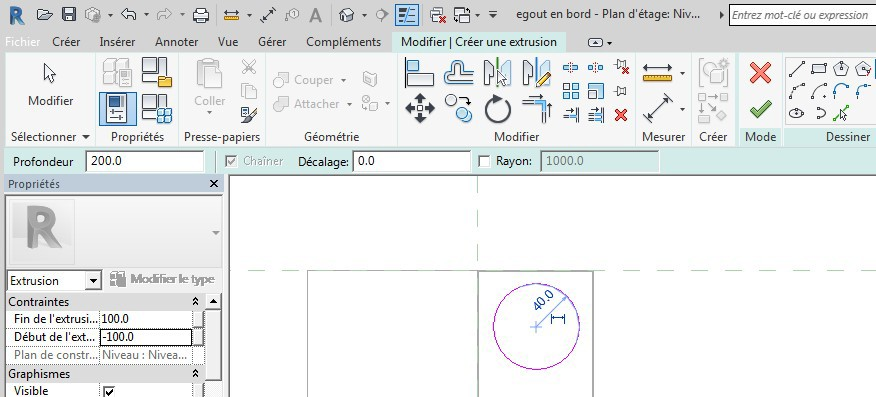 egout en bord - Plan d'étage: Niv...
Entrez mot-clé ou expression
Fichier Créer Insérer Annoter Vue Gérer Compléments Modifier | Créer une extrusion
Modifier
Coller
Couper
Attacher
Sélectionner Propriétés Presse-papiers Géométrie Modifier Mesurer Créer Mode Dessiner
Profondeur 200.0 Chaîner Décalage: 0.0 Rayon: 1000.0
Propriétés
R
Extrusion Modifier le type
Contraintes
Fin de l'extrusi... 100.0
Début de l'ext... -100.0
Plan de constr... Niveau : Nivea...
Graphismes
Visible
40.0